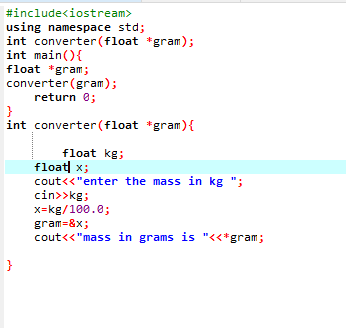 #include<iostream>
using namespace std;
int converter(float *gram);
int main(){
float *gram;
converter(gram);
    return 0;
}
int converter(float *gram){
        float kg;
    float x;
    cout<<"enter the mass in kg ";
    cin>>kg;
    x=kg/100.0;
    gram=&x;
    cout<<"mass in grams is "<<*gram;
}